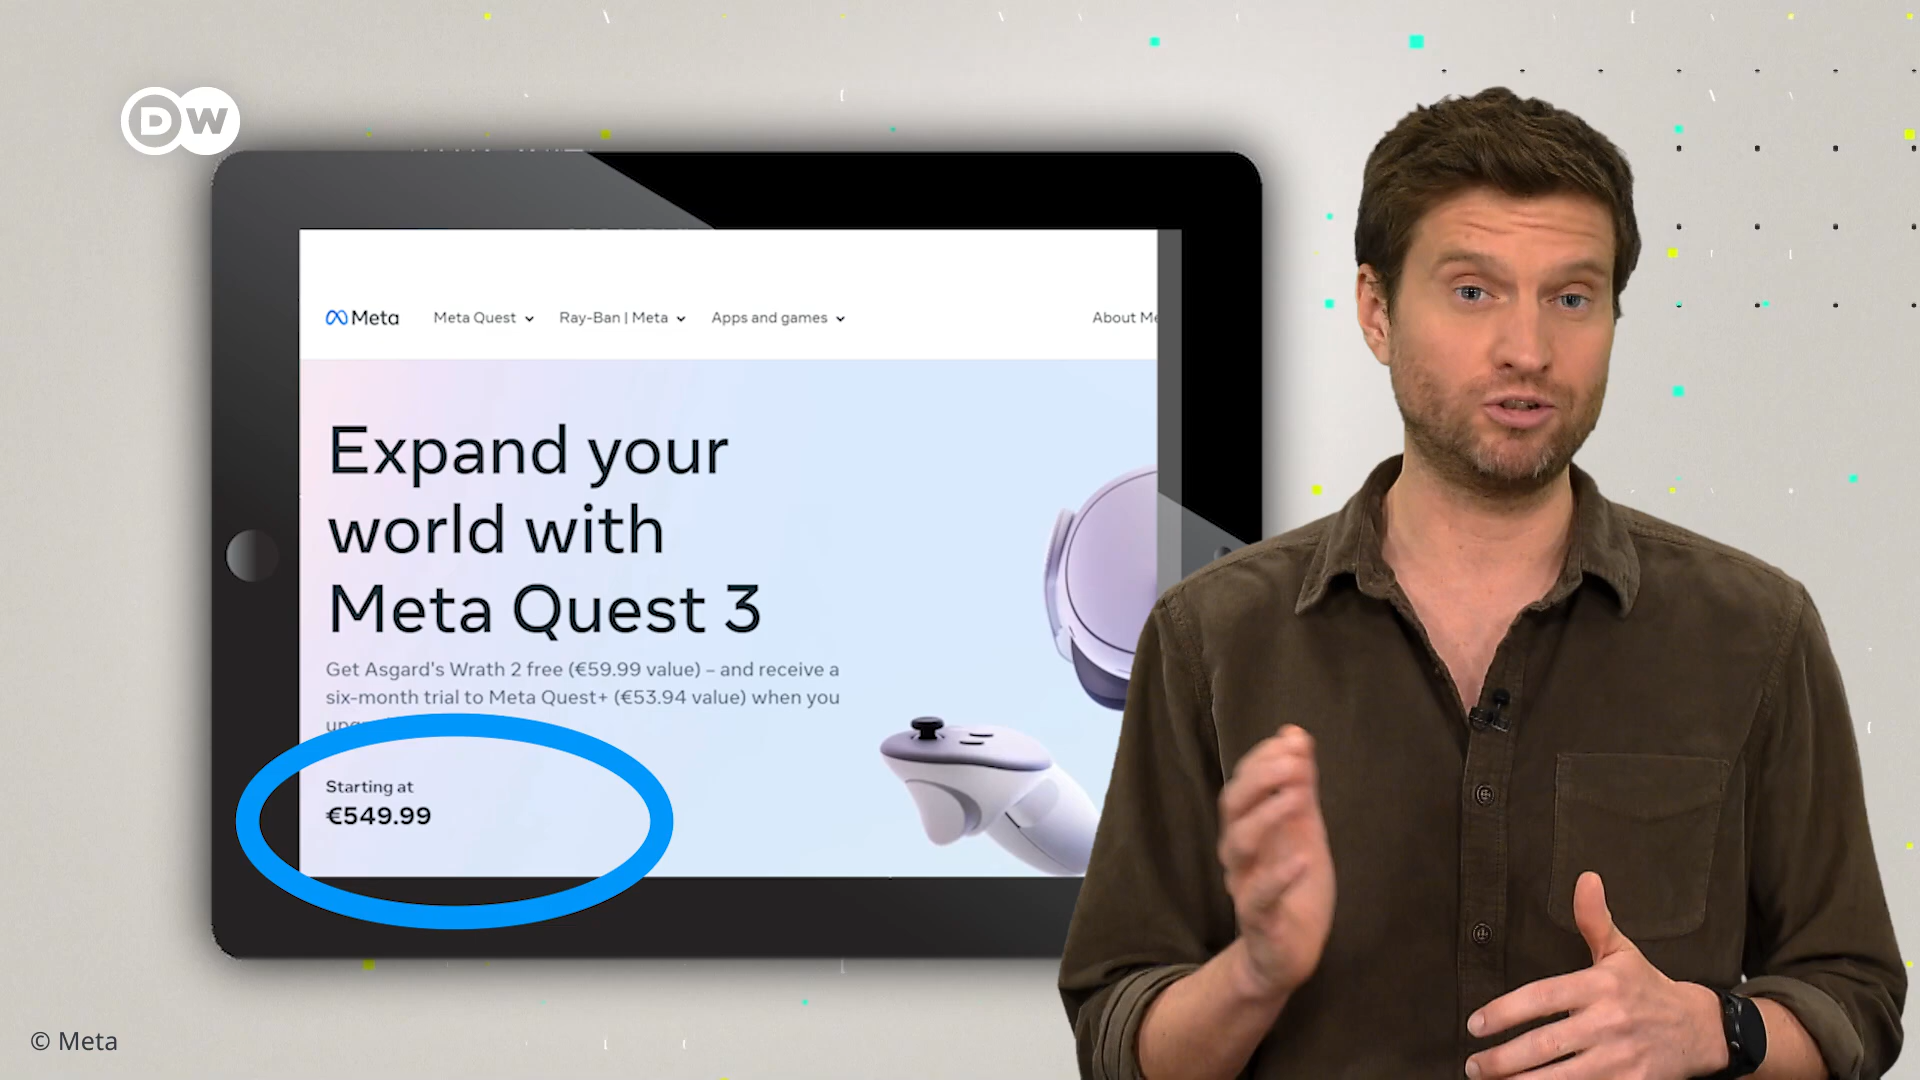 DW
Meta
Meta Quest
Ray-Ban | Meta
Apps and games
About Me
Expand your
world with
Meta Quest 3
Get Asgard's Wrath 2 free (€59.99 value) – and receive a
six-month trial to Meta Quest+ (€53.94 value) when you
Starting at
€549.99
© Meta